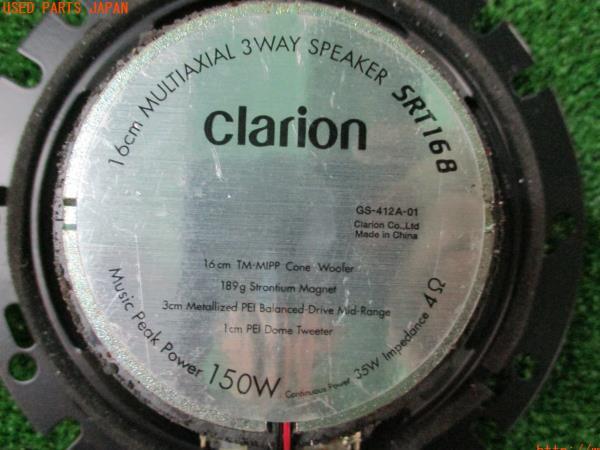 USED PARTS JAPAN
16cm MULTIAXIAL 3WAY SPEAKER SRT168
clarion
GS-412A-01
Clarion Co.,Ltd
Made in China
16cm TM-MIPP Cone Woofer
189g Strontium Magnet
3cm Metallized PEI Balanced-Drive Mid-Range
1cm PEI Dome Tweeter
Music Peak Power 150W Continuous Power 35W Impedance 4Ω